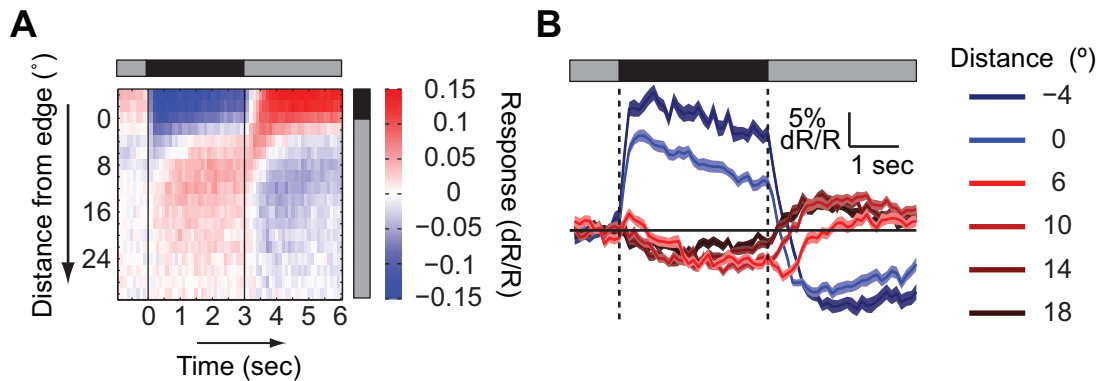 A
Distance from edge (°)
0
8
16
24
0 1 2 3 4 5 6
Time (sec)
0.15
0.1
0.05
0
−0.05
−0.1
−0.15
Response (dR/R)
B
5%
dR/R
1 sec
Distance (º)
−4
0
6
10
14
18